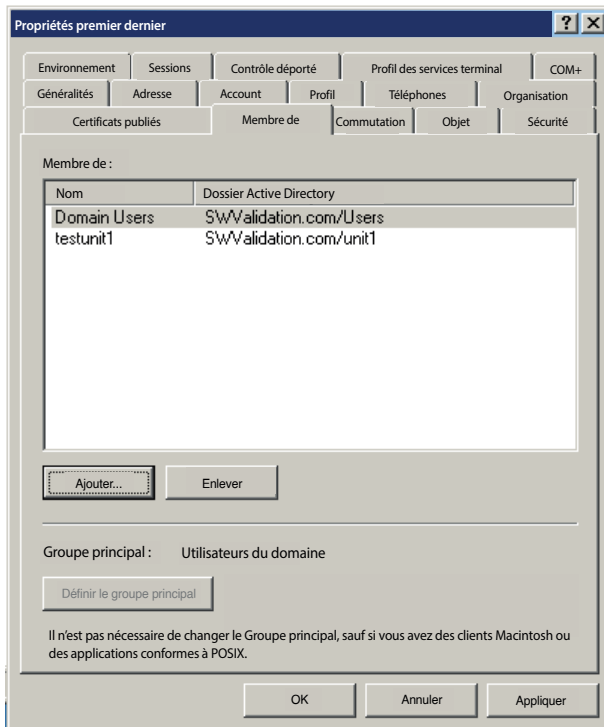 Propriétés premier dernier
Environnement Sessions Contrôle déporté Profil des services terminal COM+
Généralités Adresse Account Profil Téléphones Organisation
Certificats publiés Membre de Commutation Objet Sécurité
Membre de :
Nom Dossier Active Directory
Domain Users SWValidation.com/Users
testunit1 SWValidation.com/unit1
Ajouter... Enlever
Groupe principal : Utilisateurs du domaine
Définir le groupe principal
Il n'est pas nécessaire de changer le Groupe principal, sauf si vous avez des clients Macintosh ou
des applications conformes à POSIX.
OK Annuler Appliquer